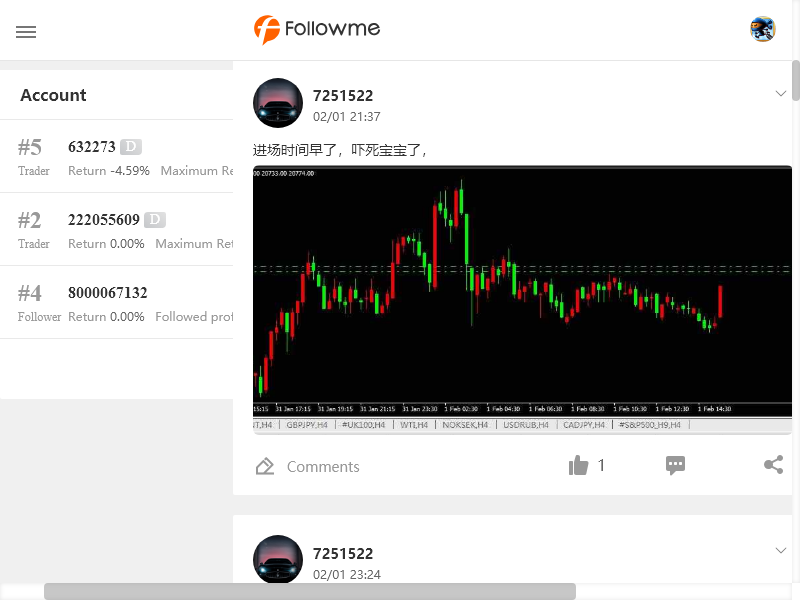 Followme
Account
#5 632273 D
Trader Return -4.59% Maximum Re
#2 222055609 D
Trader Return 0.00% Maximum Ret
#4 8000067132
Follower Return 0.00% Followed prof
7251522
02/01 21:37
进场时间早了，吓死宝宝了，
00 20733.00 20774.00
15:15 31 Jan 17:15 31 Jan 19:15 31 Jan 21:15 31 Jan 23:30 1 Feb 02:30 1 Feb 04:30 1 Feb 06:30 1 Feb 08:30 1 Feb 10:30 1 Feb 12:30 1 Feb 14:30
IT,H4 | GBPJPY,H4 | #UK100,H4 | WTI,H4 | NOKSEK,H4 | USDRUB,H4 | CADJPY,H4 | #S&P500_H9,H4 |
Comments 1
7251522
02/01 23:24